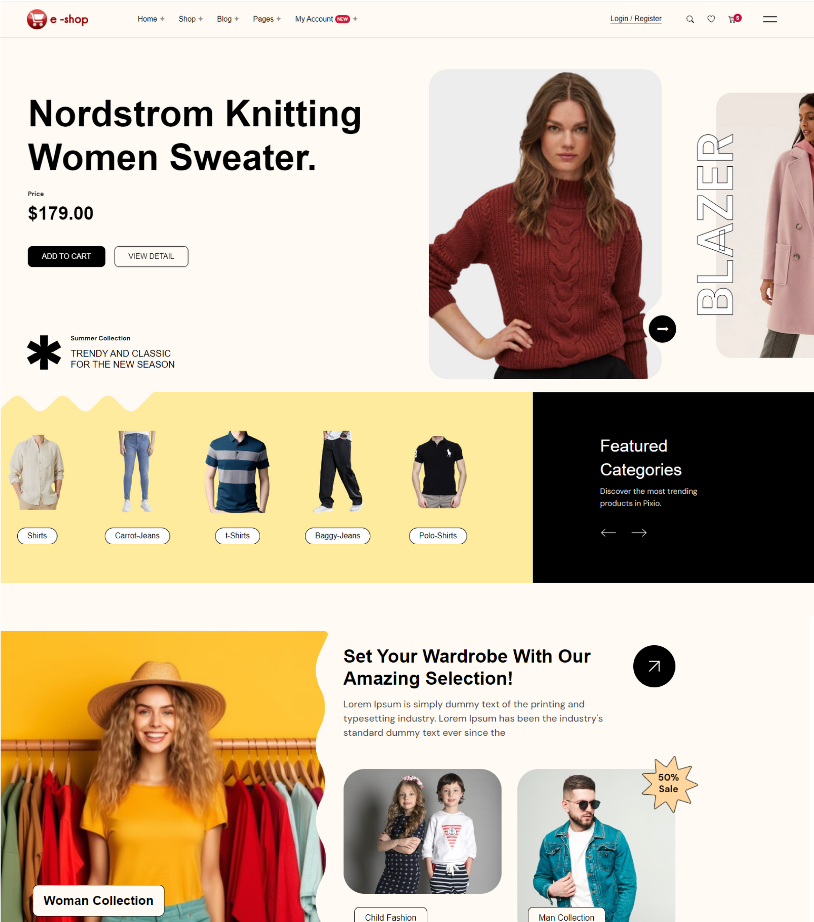 e -shop
Home + Shop + Blog + Pages + My Account NEW +
Login / Register
Nordstrom Knitting
Women Sweater.
Price
$179.00
ADD TO CART VIEW DETAIL
BLAZER
Summer Collection
TRENDY AND CLASSIC
FOR THE NEW SEASON
Shirts Carrot-Jeans t-Shirts Baggy-Jeans Polo-Shirts
Featured
Categories
Discover the most trending
products in Pixio.
Set Your Wardrobe With Our
Amazing Selection!
Lorem Ipsum is simply dummy text of the printing and
typesetting industry. Lorem Ipsum has been the industry's
standard dummy text ever since the
50%
Sale
Woman Collection
Child Fashion
Man Collection